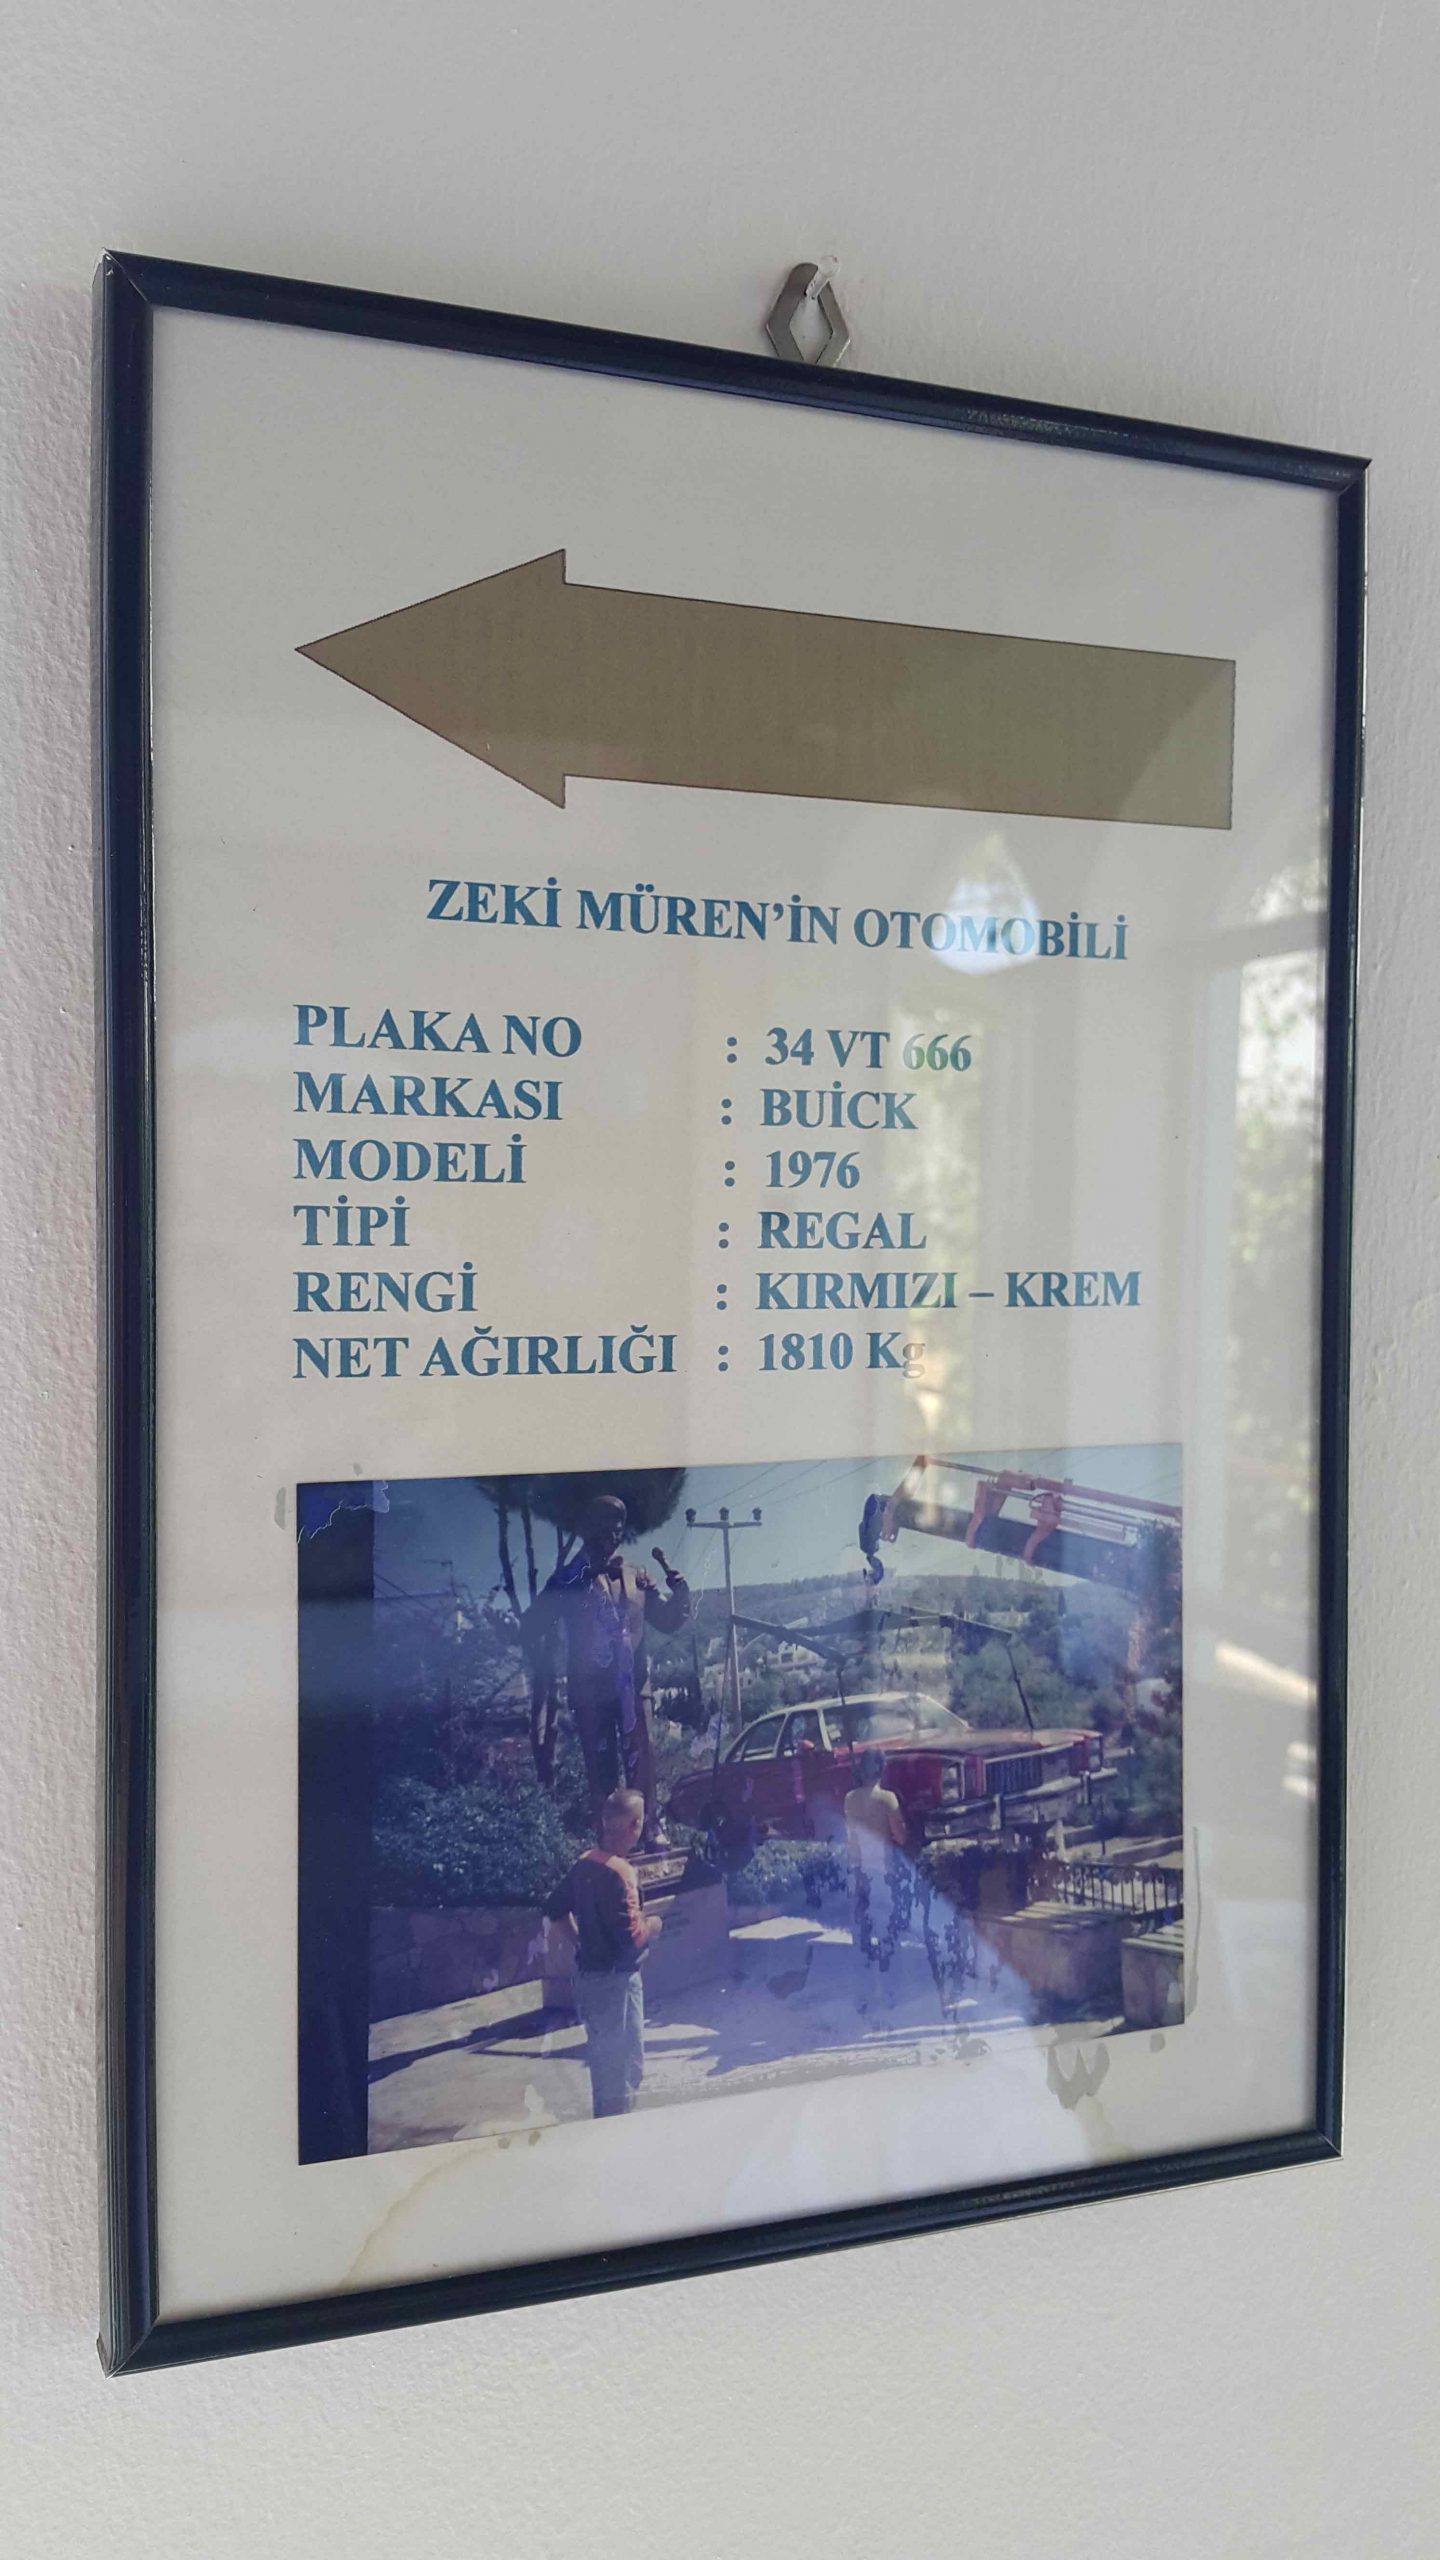 ZEKİ MÜREN'İN OTOMOBİLİ
PLAKA NO : 34 VT 666
MARKASI : BUİCK
MODELİ : 1976
TİPİ : REGAL
RENGİ : KIRMIZI – KREM
NET AĞIRLIĞI : 1810 Kg